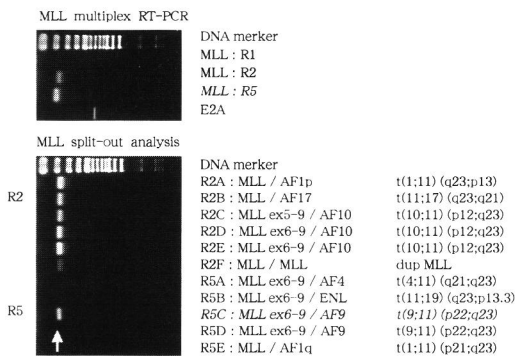 MLL multiplex RT-PCR
DNA merker
MLL : R1
MLL : R2
MLL : R5
E2A
MLL split-out analysis
DNA merker
R2A : MLL / AF1p t(1;11) (q23;p13)
R2 R2B : MLL / AF17 t(11;17) (q23;q21)
R2C : MLL ex5-9 / AF10 t(10;11) (p12;q23)
R2D : MLL ex6-9 / AF10 t(10;11) (p12;q23)
R2E : MLL ex6-9 / AF10 t(10;11) (p12;q23)
R2F : MLL / MLL dup MLL
R5A : MLL ex6-9 / AF4 t(4;11) (q21;q23)
R5B : MLL ex6-9 / ENL t(11;19) (q23;p13.3)
R5 R5C : MLL ex6-9 / AF9 t(9;11) (p22;q23)
R5D : MLL ex6-9 / AF9 t(9;11) (p22;q23)
R5E : MLL / AF1q t(1;11) (p21;q23)